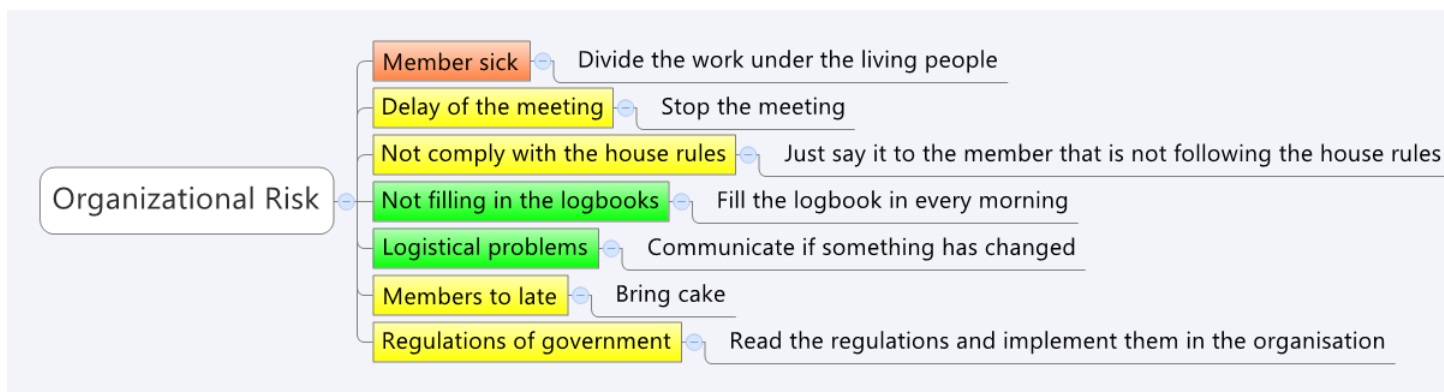 Organizational Risk
Member sick
Divide the work under the living people
Delay of the meeting
Stop the meeting
Not comply with the house rules
Just say it to the member that is not following the house rules
Not filling in the logbooks
Fill the logbook in every morning
Logistical problems
Communicate if something has changed
Members to late
Bring cake
Regulations of government
Read the regulations and implement them in the organisation